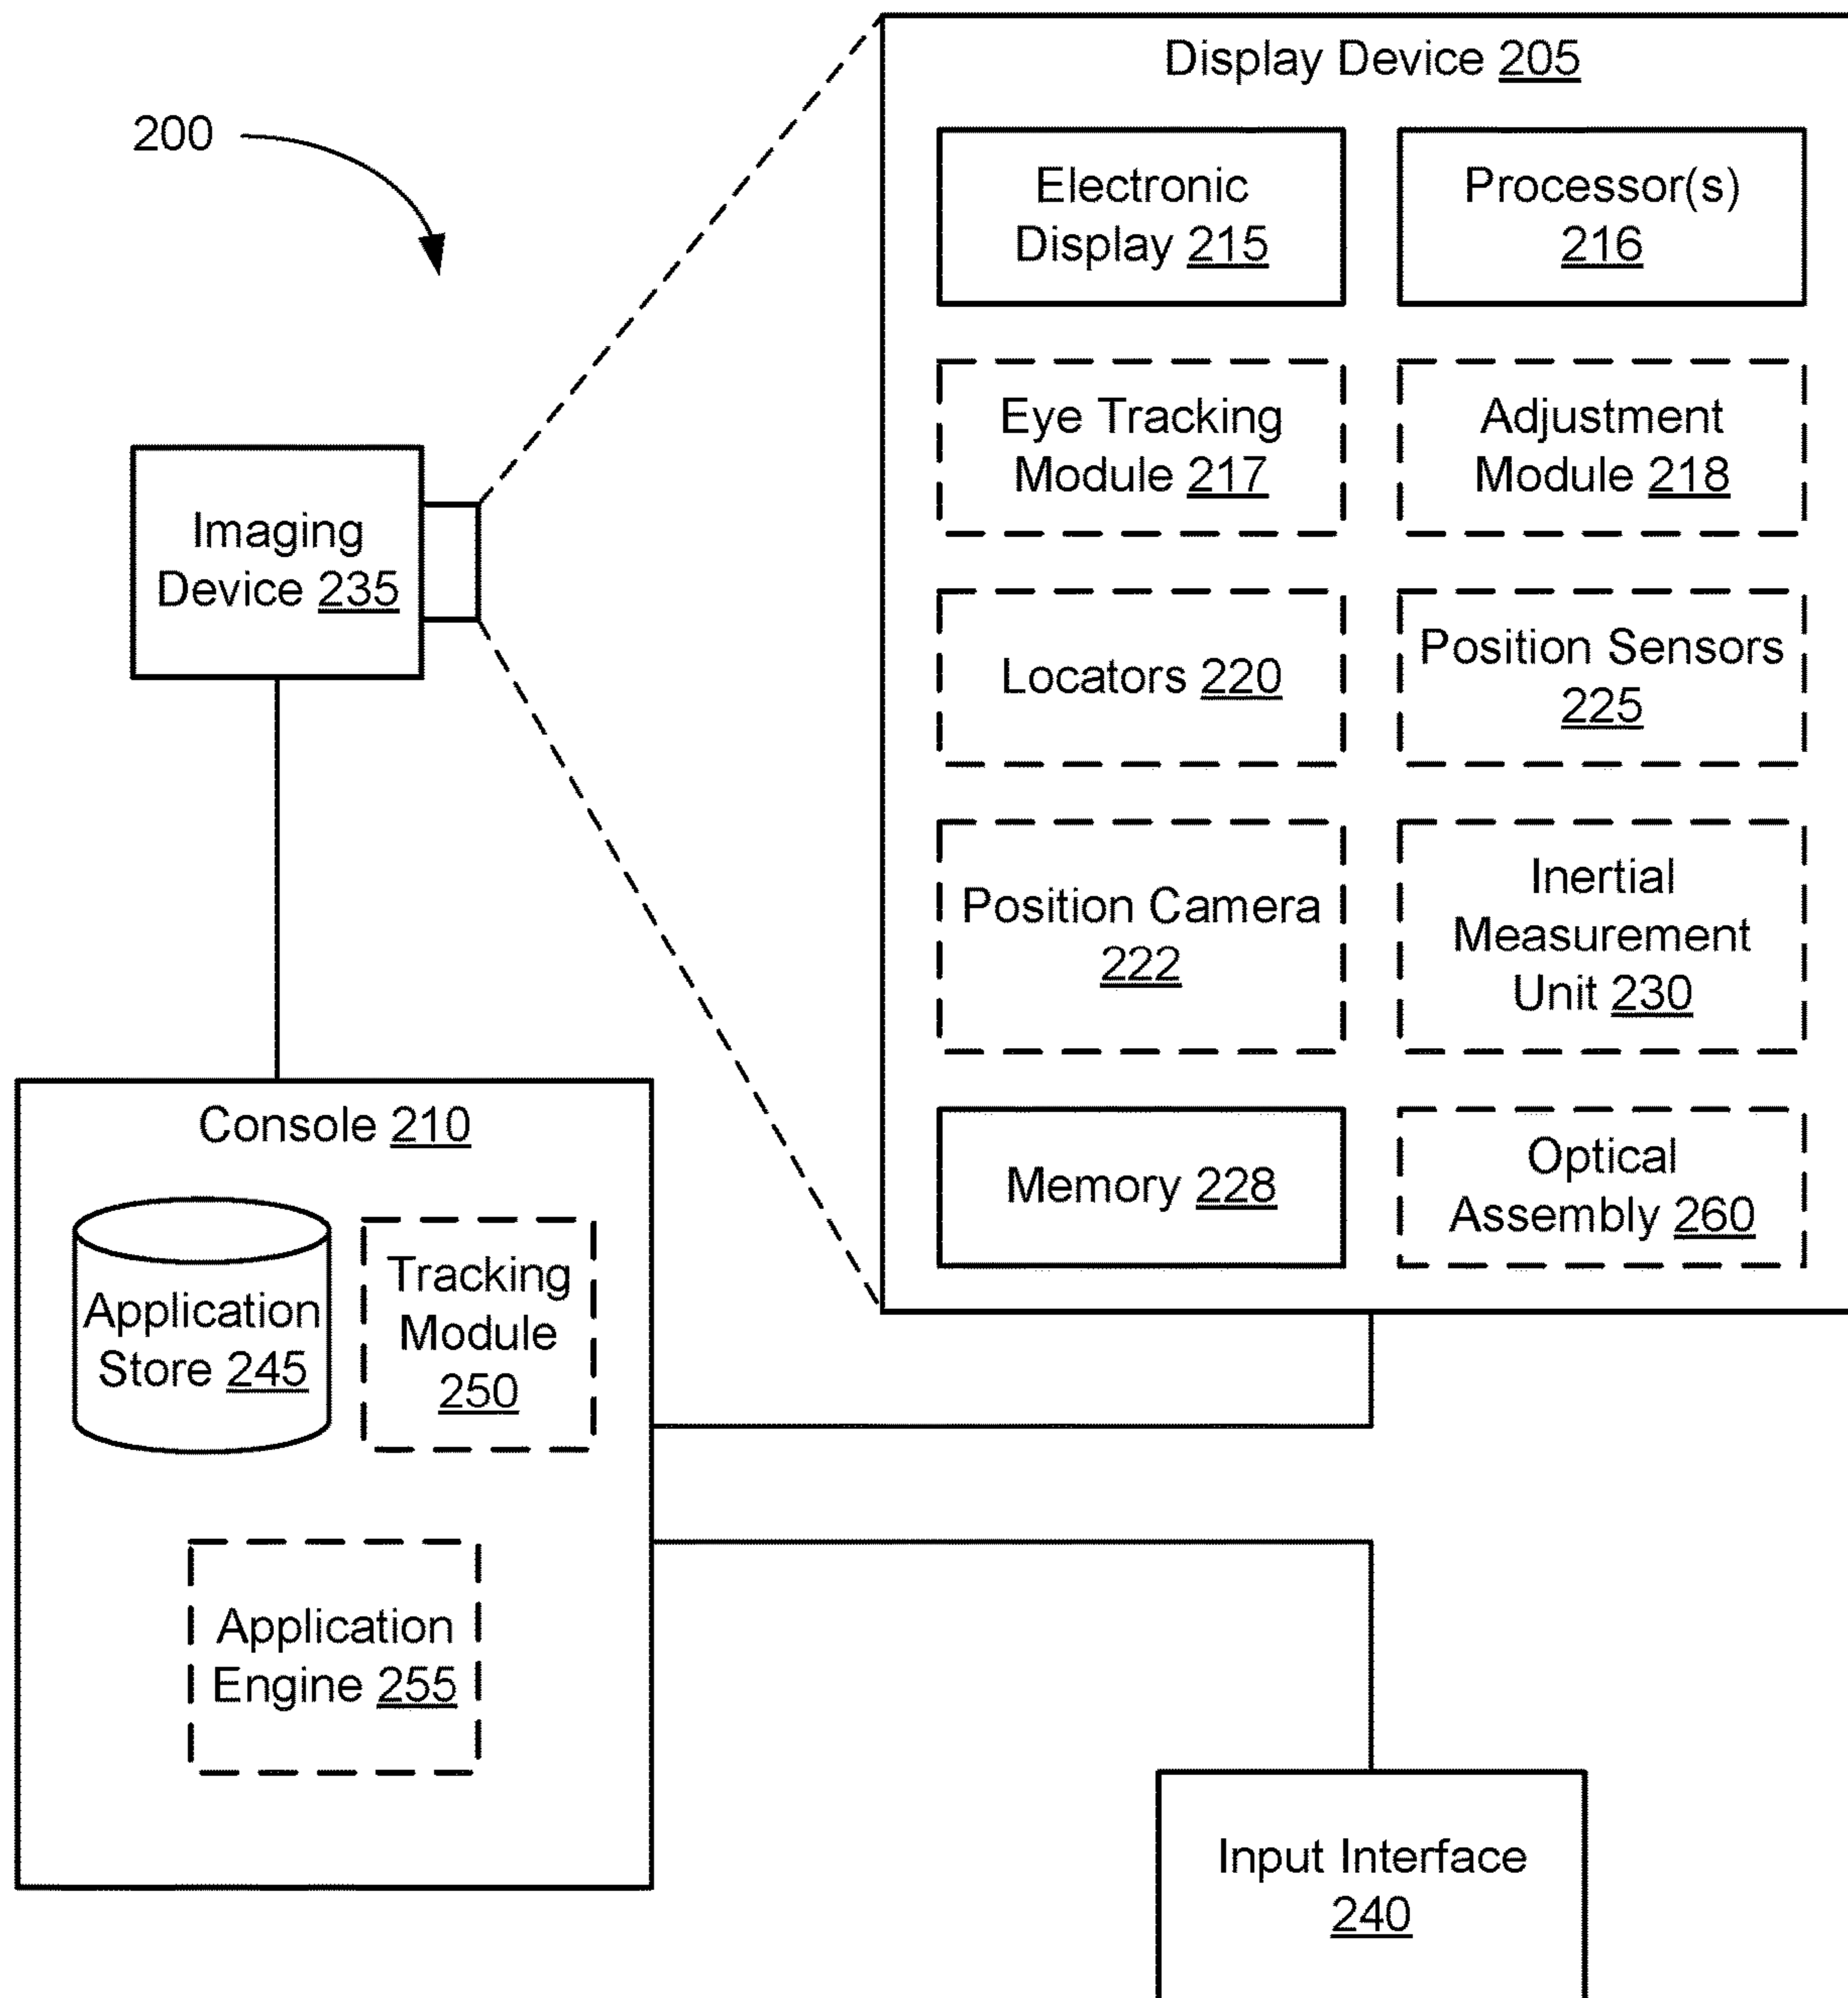 200
Display Device 205
Electronic
Display 215
Processor(s)
216
Eye Tracking
Module 217
Adjustment
Module 218
Imaging
Device 235
Locators 220
Position Sensors
225
Position Camera
222
Inertial
Measurement
Unit 230
Memory 228
Optical
Assembly 260
Console 210
Application
Store 245
Tracking
Module
250
Application
Engine 255
Input Interface
240